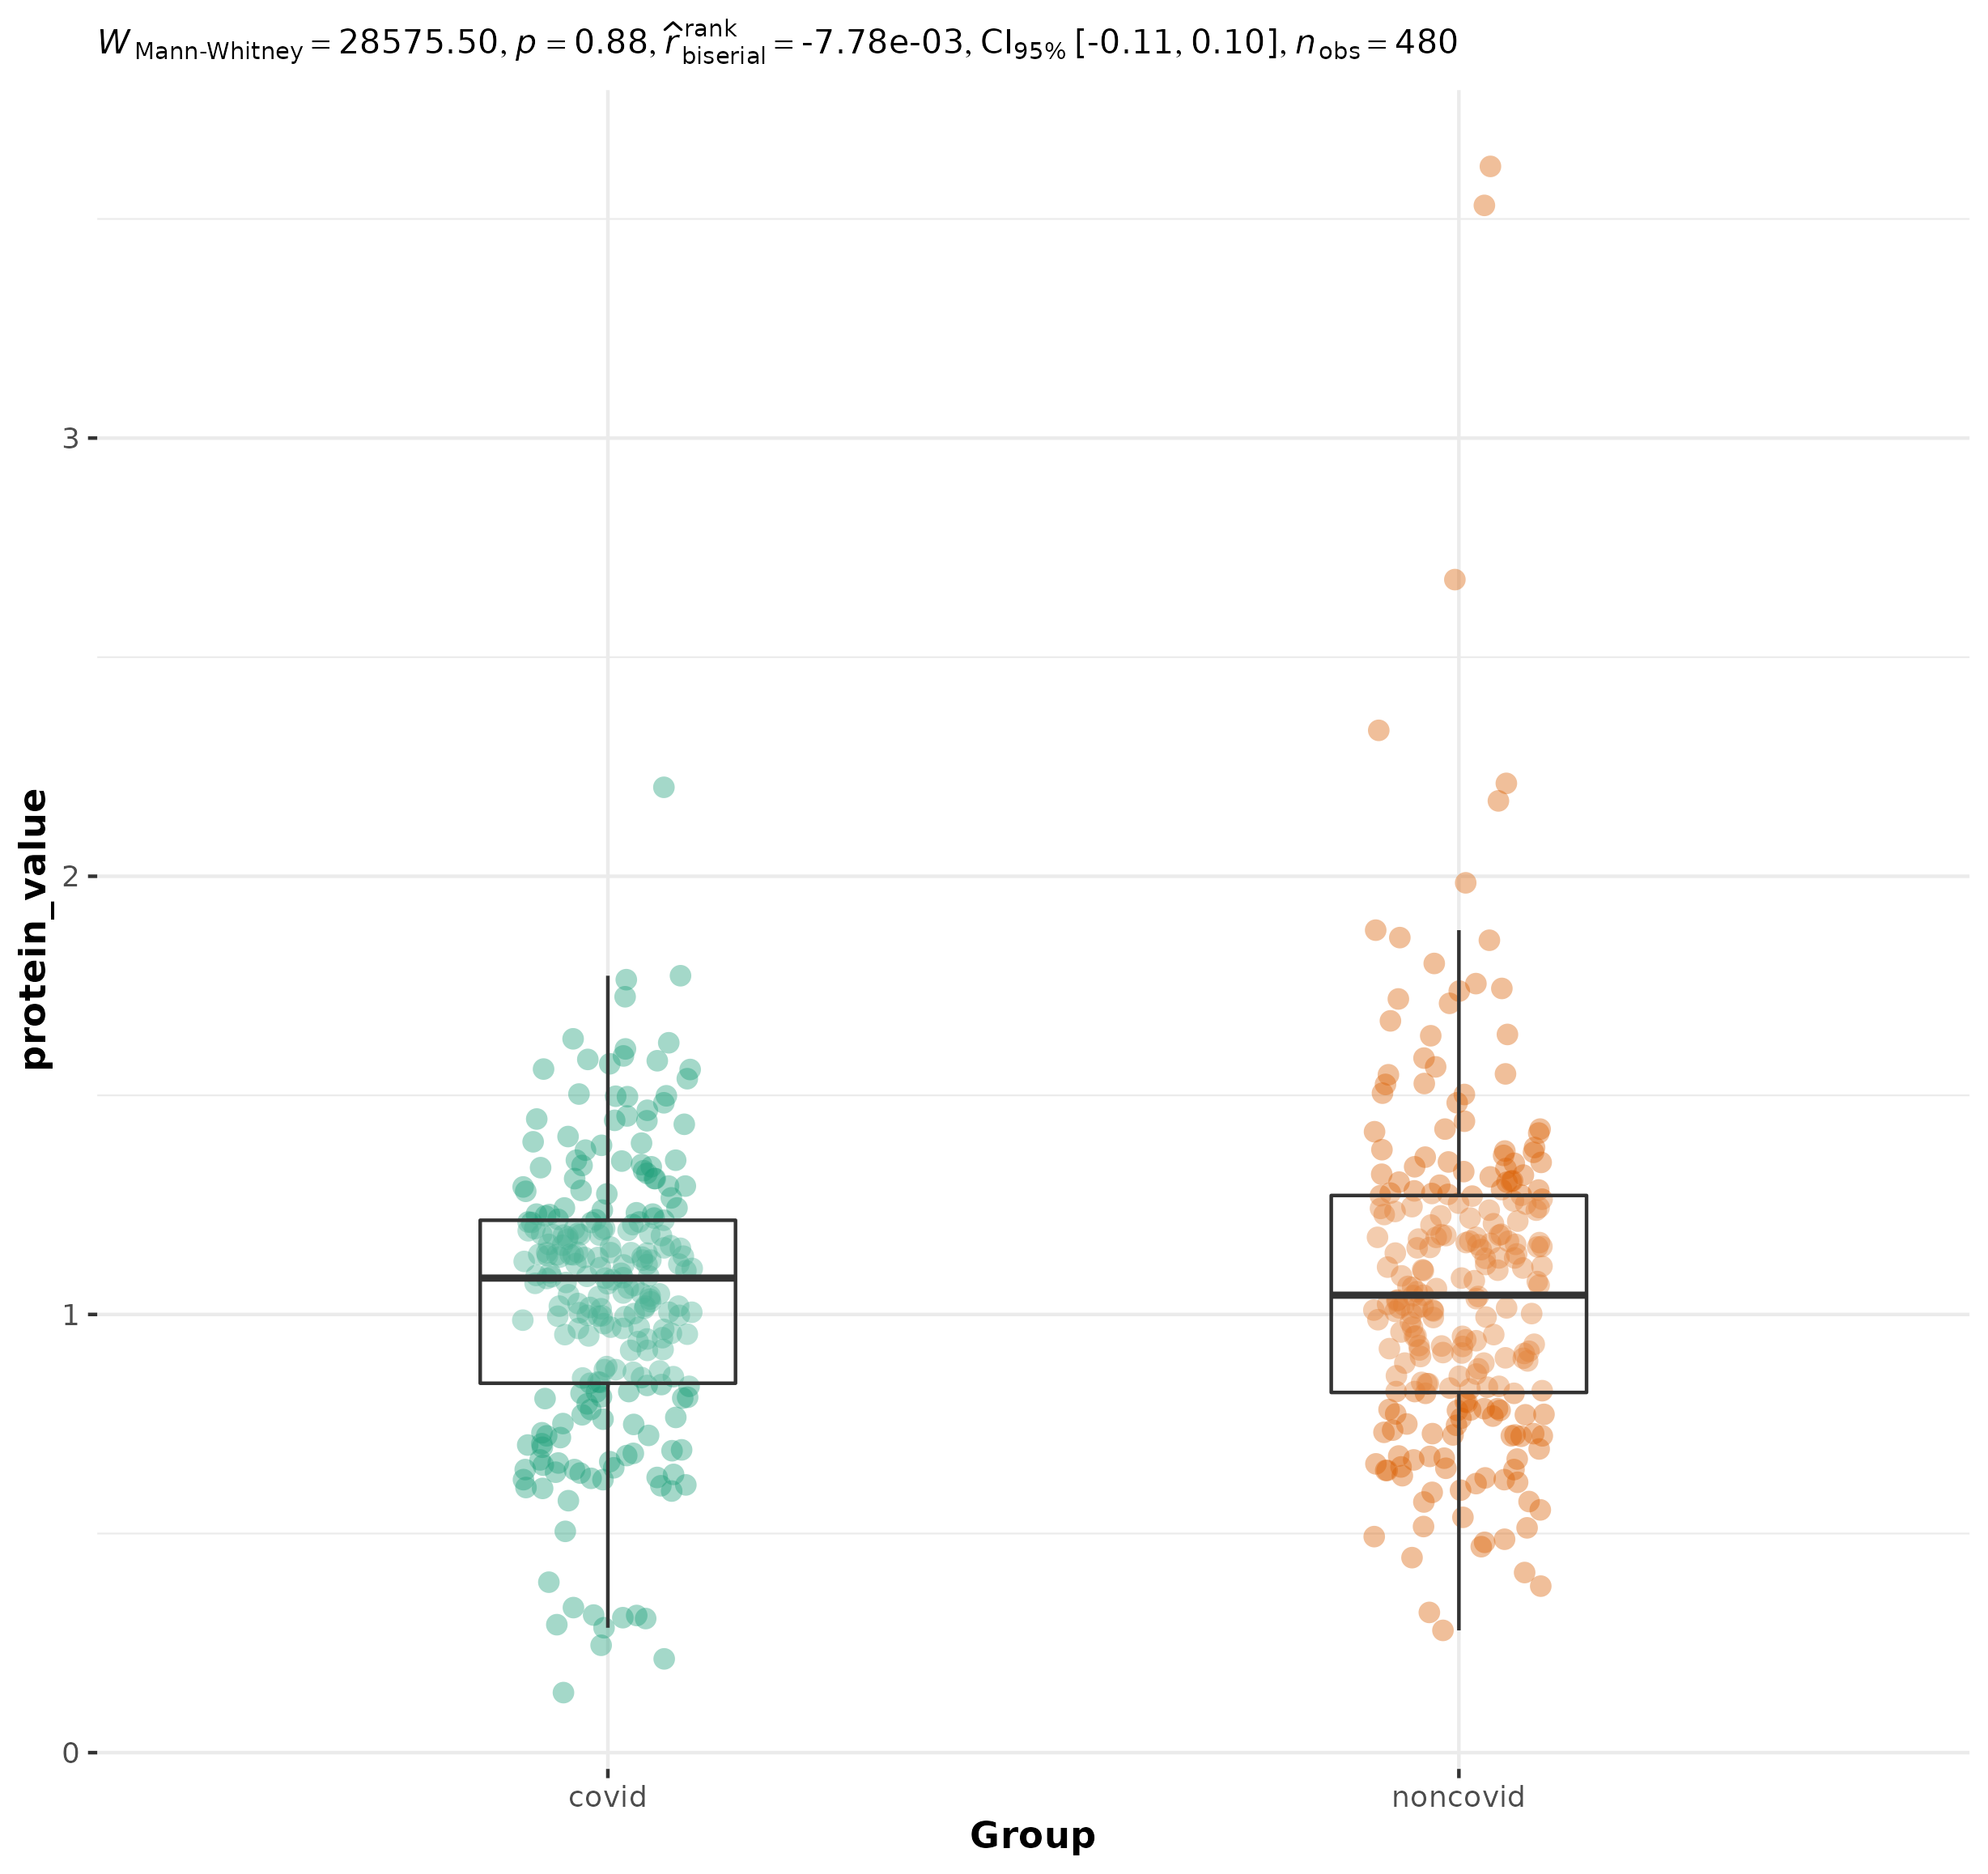 W Mann-Whitney = 28575.50, p = 0.88, r̂ rank biserial = -7.78e-03, CI95% [-0.11, 0.10], nobs = 480
protein_value
3
2
1
0
covid noncovid
Group